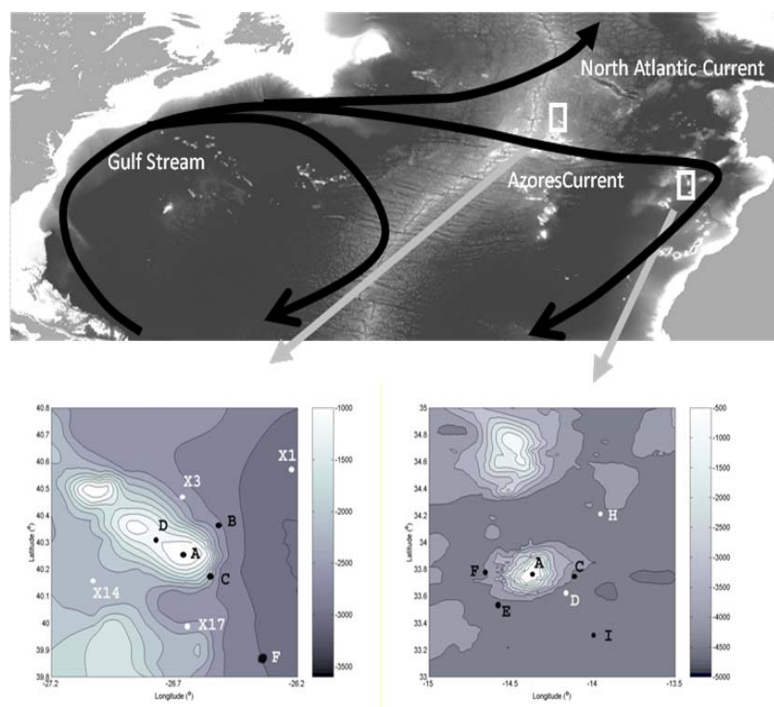 North Atlantic Current
Gulf Stream
AzoresCurrent
40.8
40.7
40.6
40.5
40.4
40.3
40.2
40.1
40
39.9
39.8
Latitude (º)
X1
X3
B
D
A
C
X14
X17
F
-27.2
-26.7
-26.2
Longitude (º)
-1000
-1500
-2000
-2500
-3000
-3500
35
34.8
34.6
34.4
34.2
34
33.8
33.6
33.4
33.2
33
Latitude (º)
H
F
A
C
E
D
I
-15
-14.5
-14
-13.5
Longitude (º)
-500
-1000
-1500
-2000
-2500
-3000
-3500
-4000
-4500
-5000